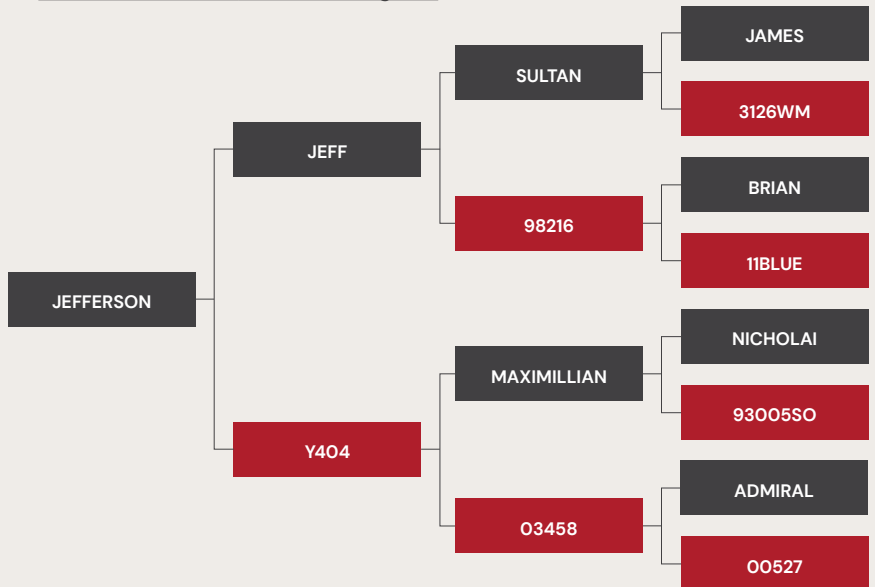 JAMES
SULTAN
3126WM
JEFF
BRIAN
98216
11BLUE
JEFFERSON
NICHOLAI
MAXIMILLIAN
93005SO
Y404
ADMIRAL
03458
00527